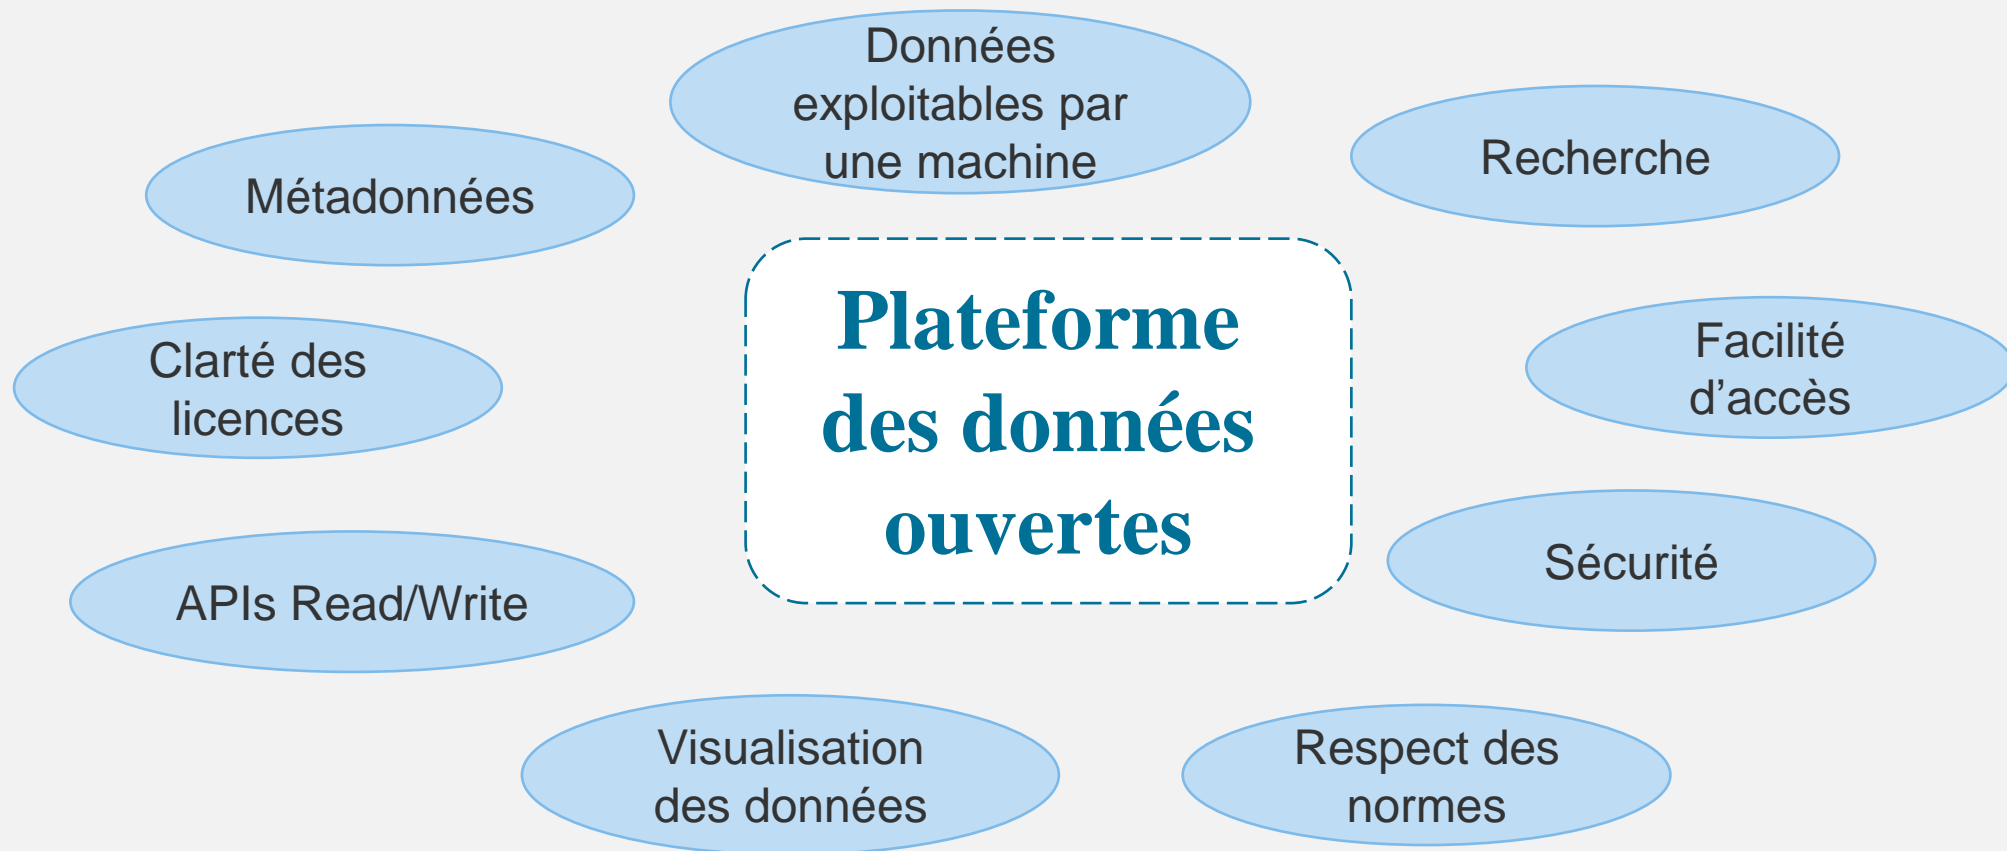 Données
exploitables par
une machine
Recherche
Métadonnées
Plateforme
des données
ouvertes
Clarté des
licences
Facilité
d’accès
APIs Read/Write
Sécurité
Visualisation
des données
Respect des
normes